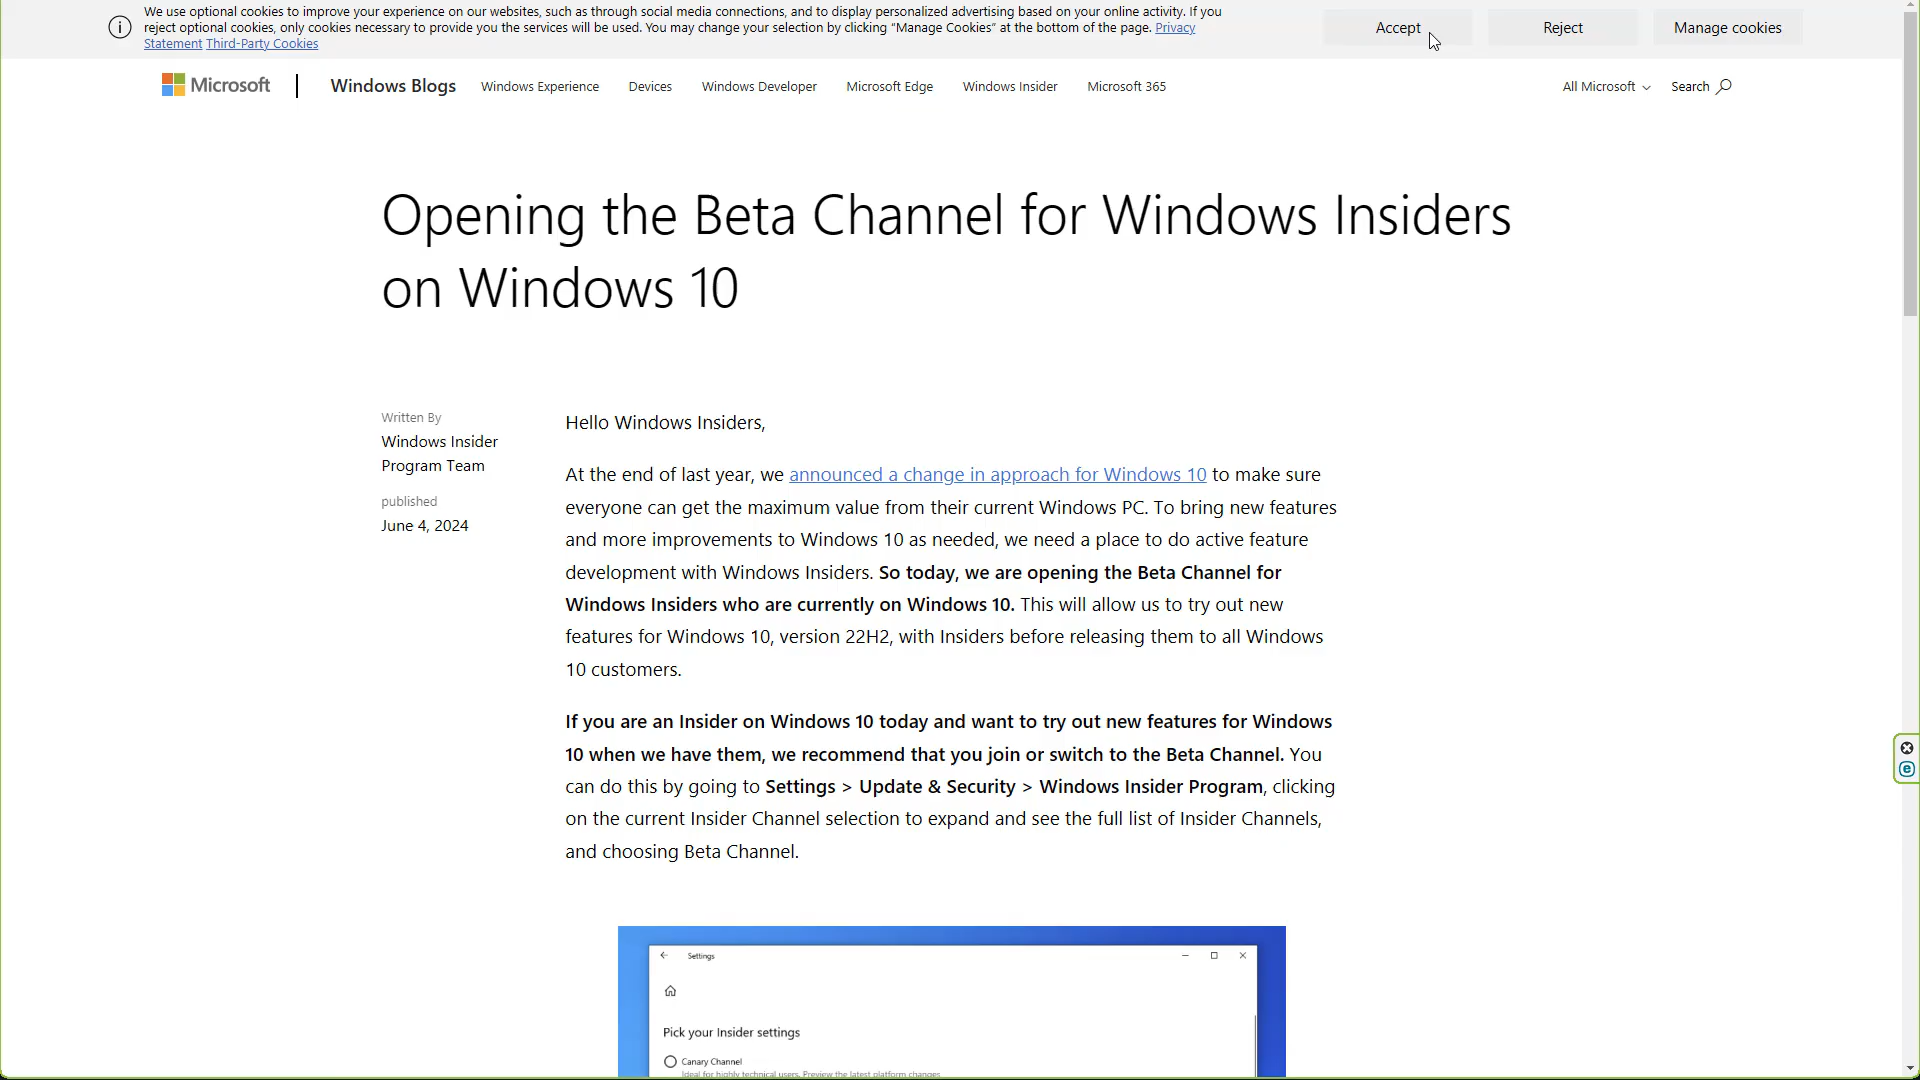 We use optional cookies to improve your experience on our websites, such as through social media connections, and to display personalized advertising based on your online activity. If you
reject optional cookies, only cookies necessary to provide you the services will be used. You may change your selection by clicking “Manage Cookies” at the bottom of the page. Privacy
Statement Third-Party Cookies
Accept
Reject
Manage cookies
Microsoft
Windows Blogs
Windows Experience
Devices
Windows Developer
Microsoft Edge
Windows Insider
Microsoft 365
All Microsoft
Search
Opening the Beta Channel for Windows Insiders
on Windows 10
Written By
Windows Insider
Program Team
published
June 4, 2024
Hello Windows Insiders,
At the end of last year, we announced a change in approach for Windows 10 to make sure
everyone can get the maximum value from their current Windows PC. To bring new features
and more improvements to Windows 10 as needed, we need a place to do active feature
development with Windows Insiders. So today, we are opening the Beta Channel for
Windows Insiders who are currently on Windows 10. This will allow us to try out new
features for Windows 10, version 22H2, with Insiders before releasing them to all Windows
10 customers.
If you are an Insider on Windows 10 today and want to try out new features for Windows
10 when we have them, we recommend that you join or switch to the Beta Channel. You
can do this by going to Settings > Update & Security > Windows Insider Program, clicking
on the current Insider Channel selection to expand and see the full list of Insider Channels,
and choosing Beta Channel.
Settings
Pick your Insider settings
Canary Channel
Ideal for highly technical users. Preview the latest platform changes